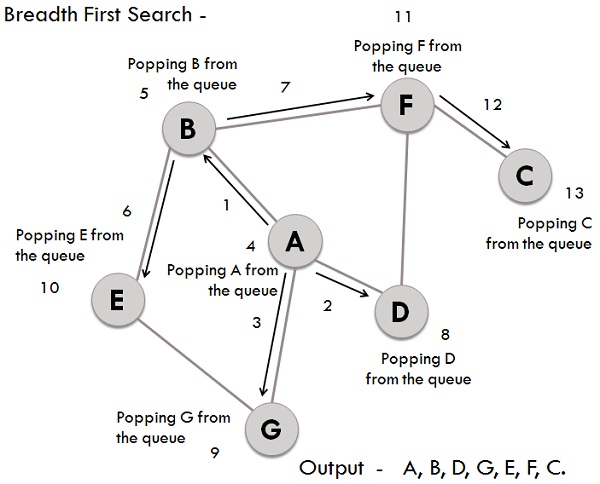 Breadth First Search -
11
Popping F from
the queue
Popping B from
the queue
5
7
F
12
B
C
13
Popping C
from the queue
6
1
4
A
Popping E from
the queue
10
Popping A from
the queue
E
3
2
D
8
Popping D
from the queue
Popping G from
the queue
9
G
Output - A, B, D, G, E, F, C.